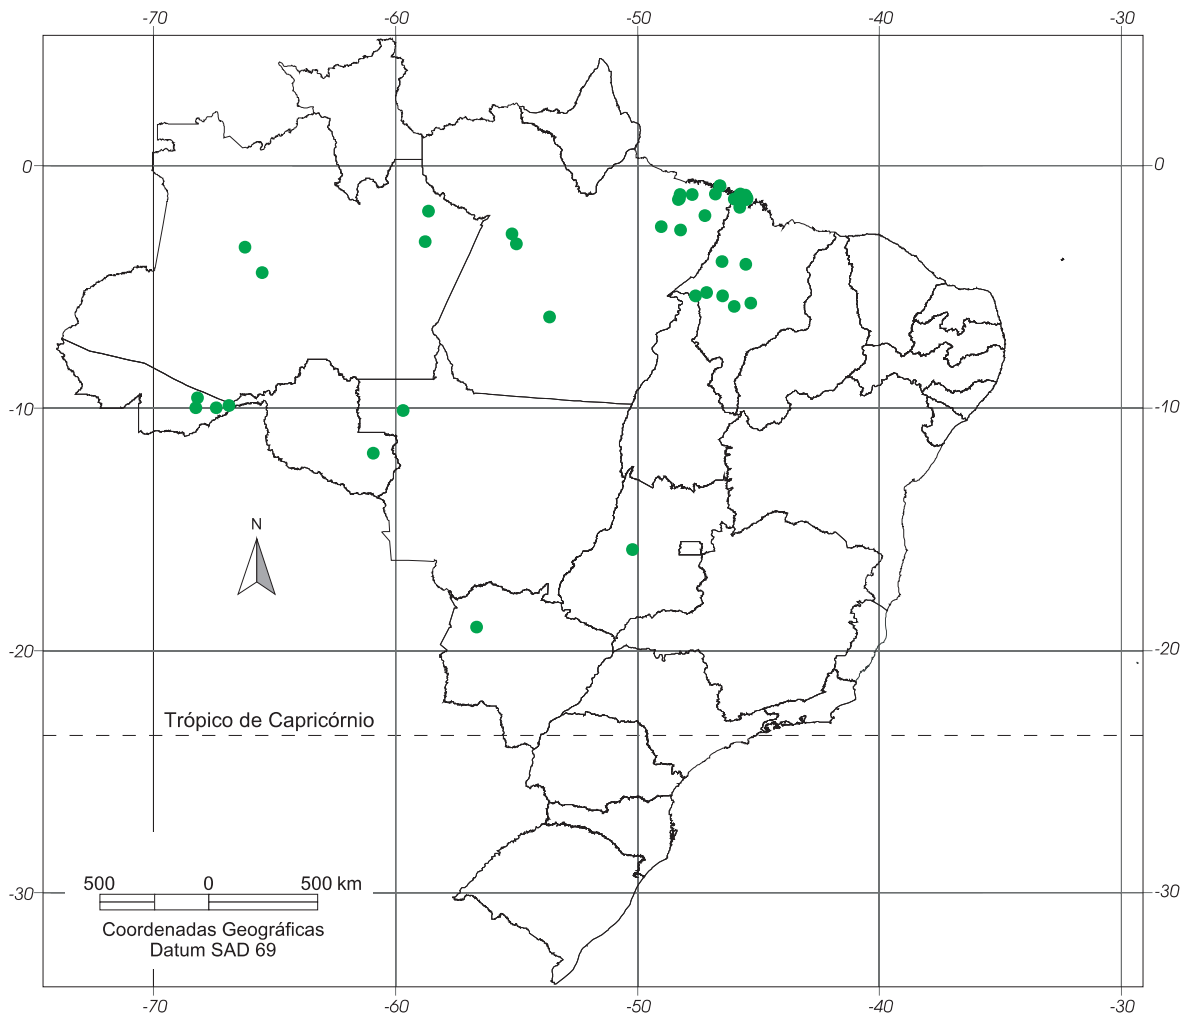 -70 -60 -50 -40 -30
0 0
-10 -10
N
-20 -20
Trópico de Capricórnio
500 0 500 km
-30 -30
Coordenadas Geográficas
Datum SAD 69
-70 -60 -50 -40 -30